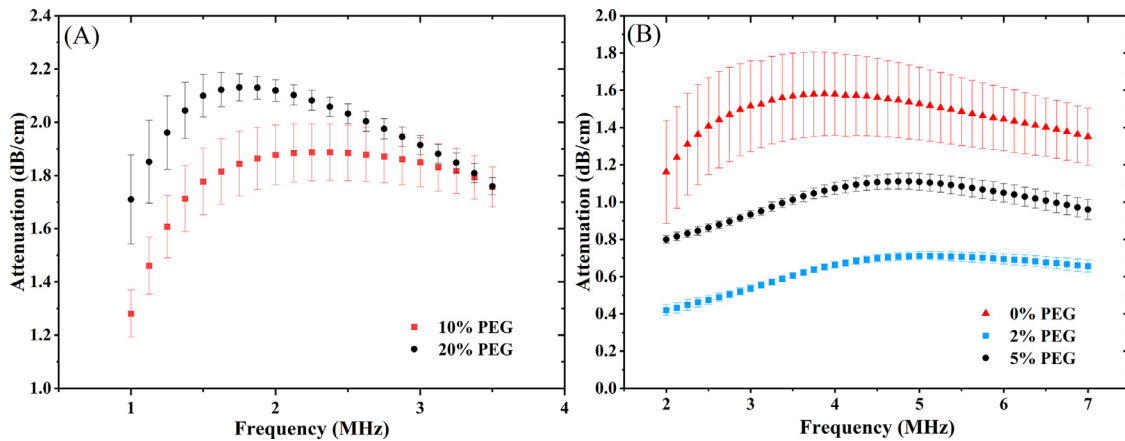 (A)
Attenuation (dB/cm)
2.4
2.2
2.0
1.8
1.6
1.4
1.2
1.0
10% PEG
20% PEG
1 2 3 4
Frequency (MHz)
(B)
Attenuation (dB/cm)
2.0
1.8
1.6
1.4
1.2
1.0
0.8
0.6
0.4
0.2
0.0
0% PEG
2% PEG
5% PEG
2 3 4 5 6 7
Frequency (MHz)